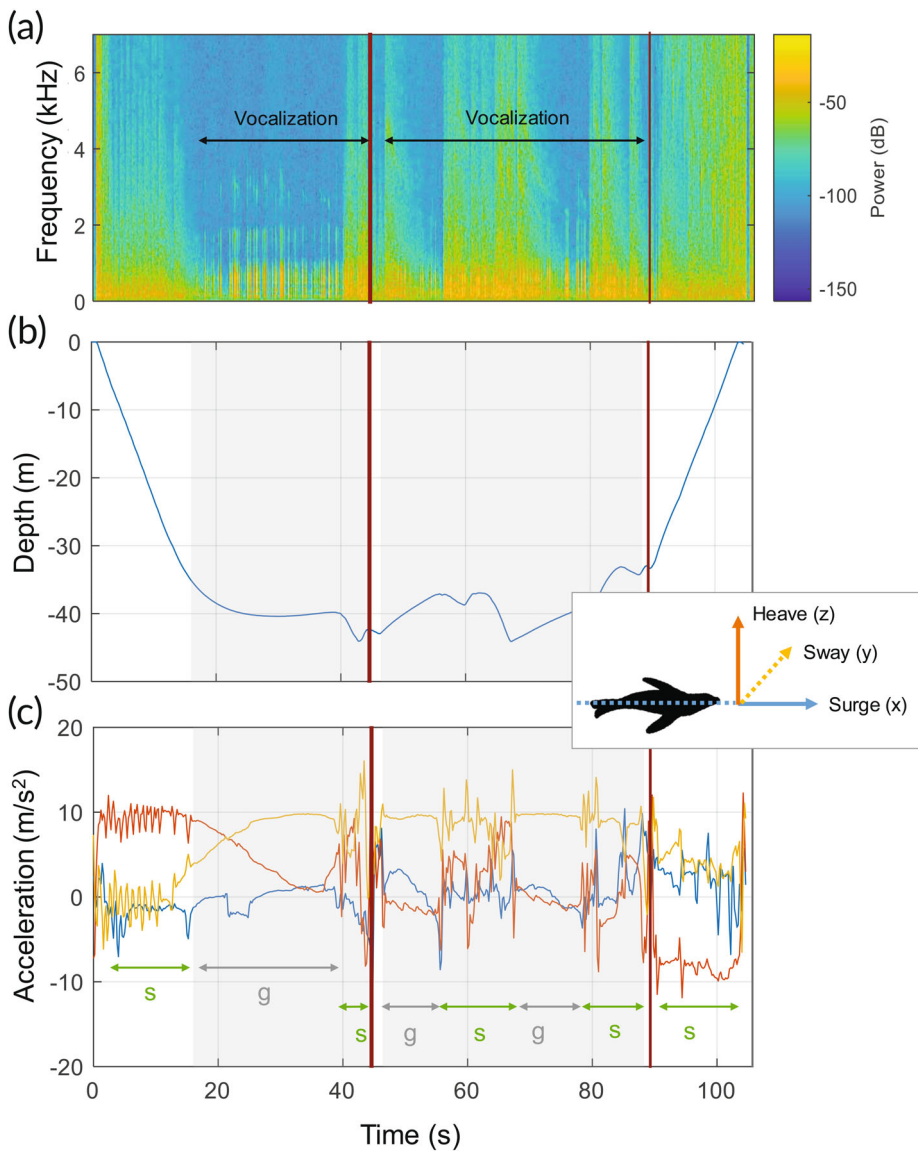 (a)
Frequency (kHz)
6
4
2
0
Vocalization
Vocalization
-50
-100
-150
Power (dB)
(b)
Depth (m)
0
-10
-20
-30
-40
-50
Heave (z)
Sway (y)
Surge (x)
(c)
Acceleration (m/s²)
20
10
0
-10
-20
s
g
s
g
s
g
s
s
0
20
40
60
80
100
Time (s)